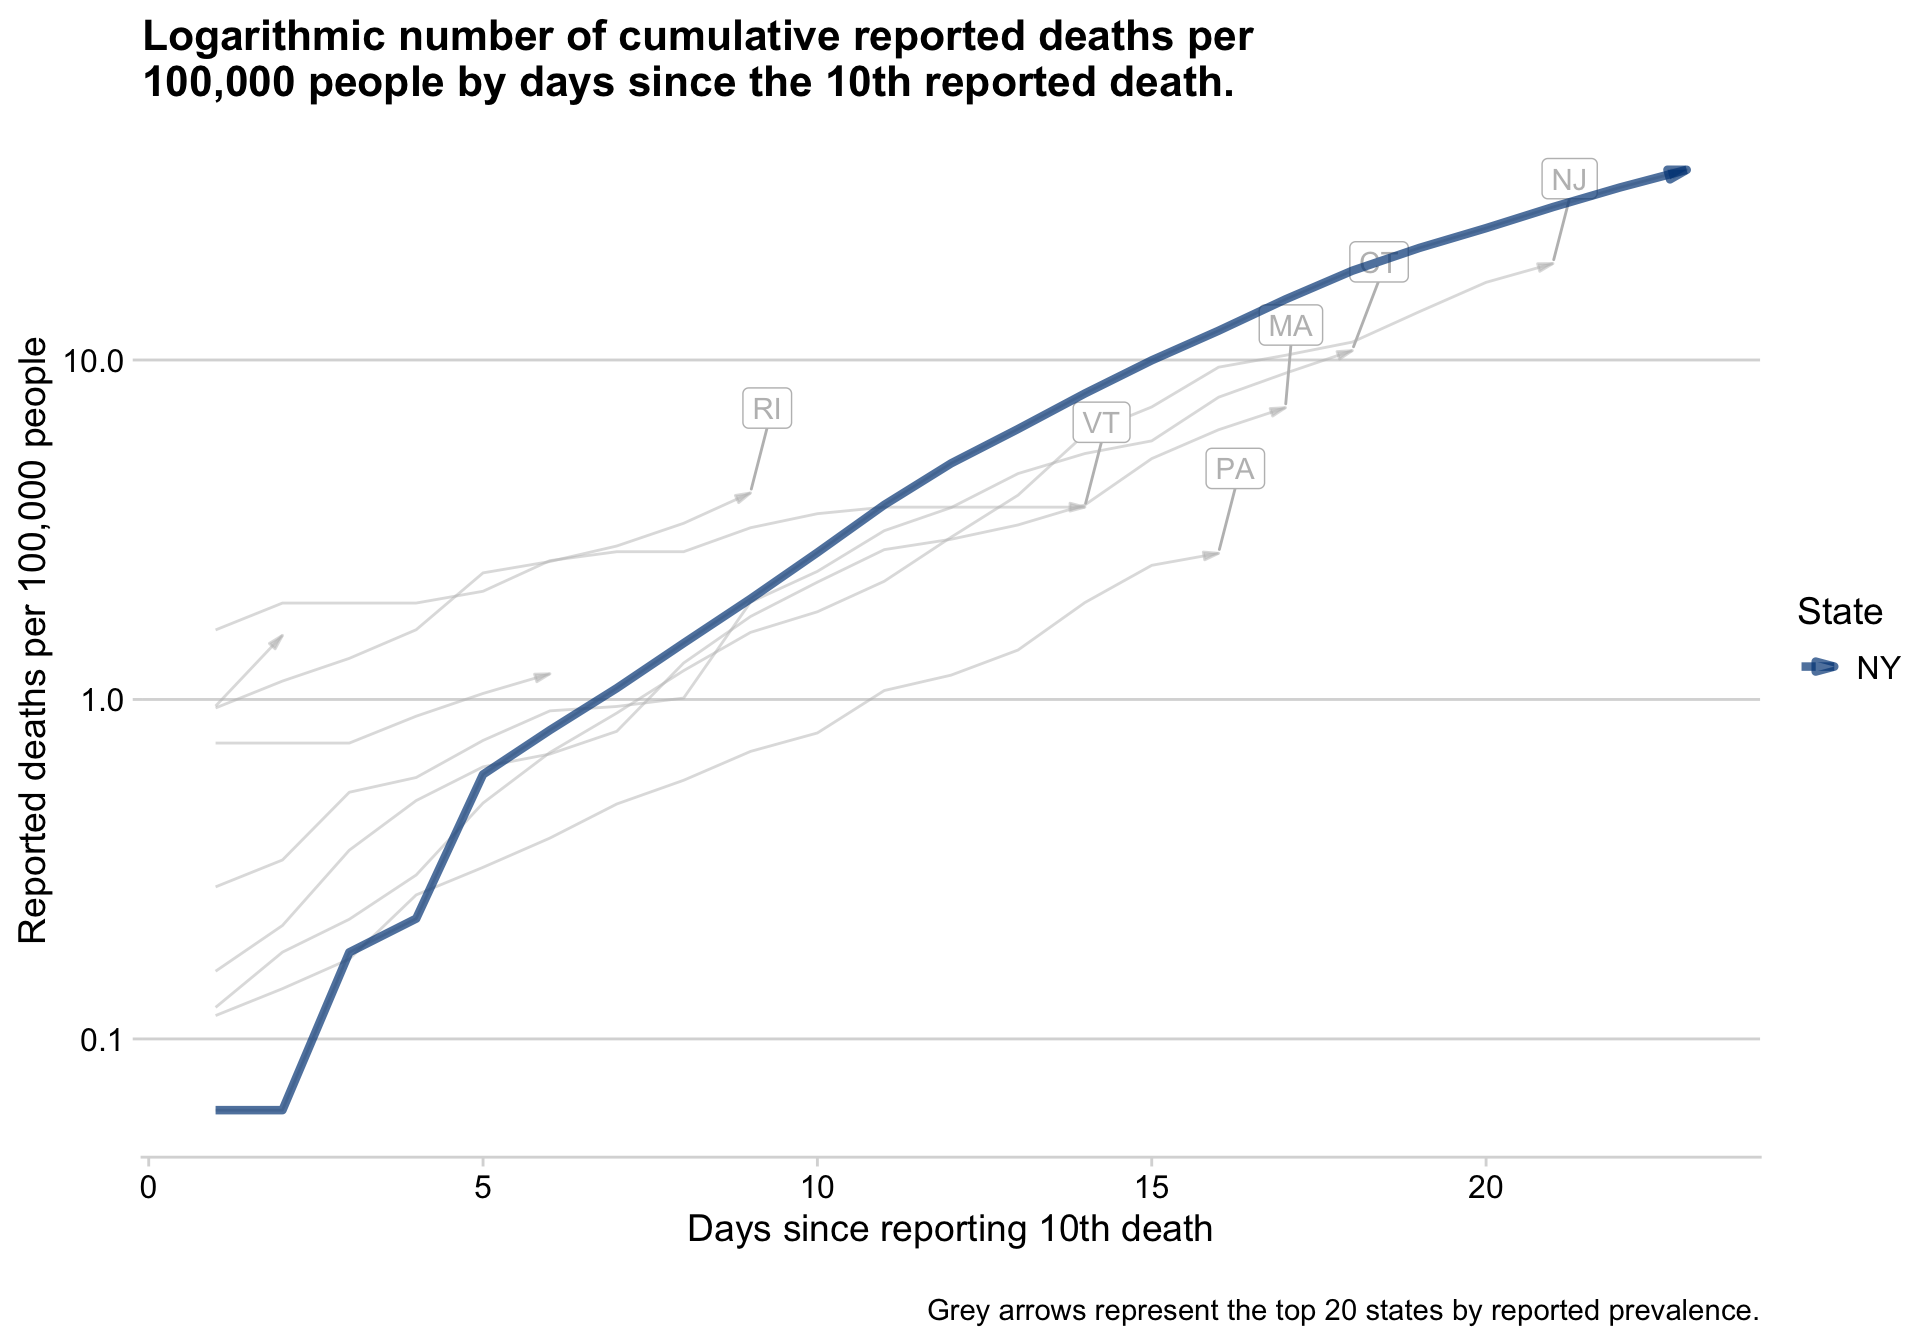 Logarithmic number of cumulative reported deaths per
100,000 people by days since the 10th reported death.
NJ
CT
MA
10.0
RI
VT
PA
Reported deaths per 100,000 people
State
NY
1.0
0.1
0
5
10
15
20
Days since reporting 10th death
Grey arrows represent the top 20 states by reported prevalence.